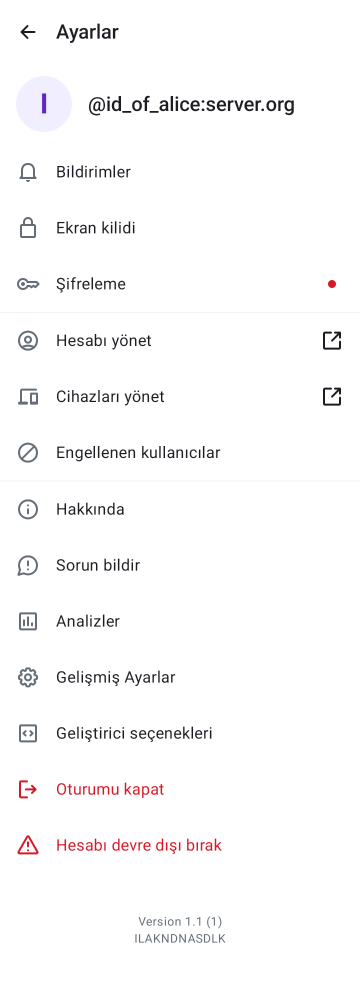 Ayarlar
I
@id_of_alice:server.org
Bildirimler
Ekran kilidi
Şifreleme
Hesabı yönet
Cihazları yönet
Engellenen kullanıcılar
Hakkında
Sorun bildir
Analizler
Gelişmiş Ayarlar
Geliştirici seçenekleri
Oturumu kapat
Hesabı devre dışı bırak
Version 1.1 (1)
ILAKNDNASDLK